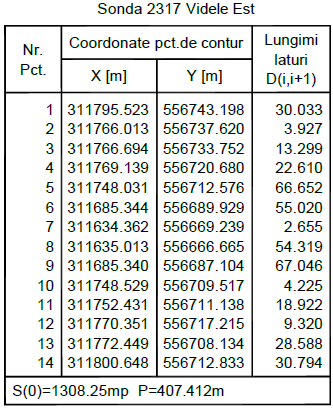 Sonda 2317 Videle Est
Nr. Pct. Coordonate pct.de contur Lungimi laturi D(i,i+1)
X [m] Y [m]
1 311795.523 556743.198 30.033
2 311766.013 556737.620 3.927
3 311766.694 556733.752 13.299
4 311769.139 556720.680 22.610
5 311748.031 556712.576 66.652
6 311685.344 556689.929 55.020
7 311634.362 556669.239 2.655
8 311635.013 556666.665 54.319
9 311685.340 556687.104 67.046
10 311748.529 556709.517 4.225
11 311752.431 556711.138 18.922
12 311770.351 556717.215 9.320
13 311772.449 556708.134 28.588
14 311800.648 556712.833 30.794
S(0)=1308.25mp P=407.412m